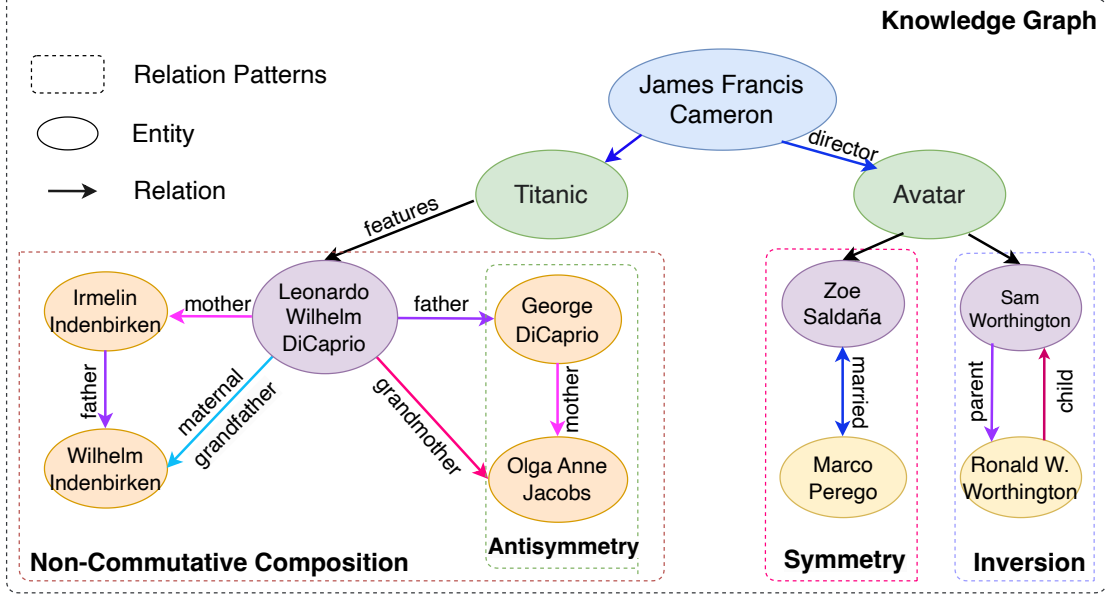 Knowledge Graph
Relation Patterns
Entity
Relation
James Francis
Cameron
director
Titanic
Avatar
features
Irmelin
Indenbirken
mother
Leonardo
Wilhelm
DiCaprio
father
George
DiCaprio
Zoe
Saldaña
Sam
Worthington
father
maternal
grandfather
grandmother
mother
married
parent
child
Wilhelm
Indenbirken
Olga Anne
Jacobs
Marco
Perego
Ronald W.
Worthington
Non-Commutative Composition
Antisymmetry
Symmetry
Inversion